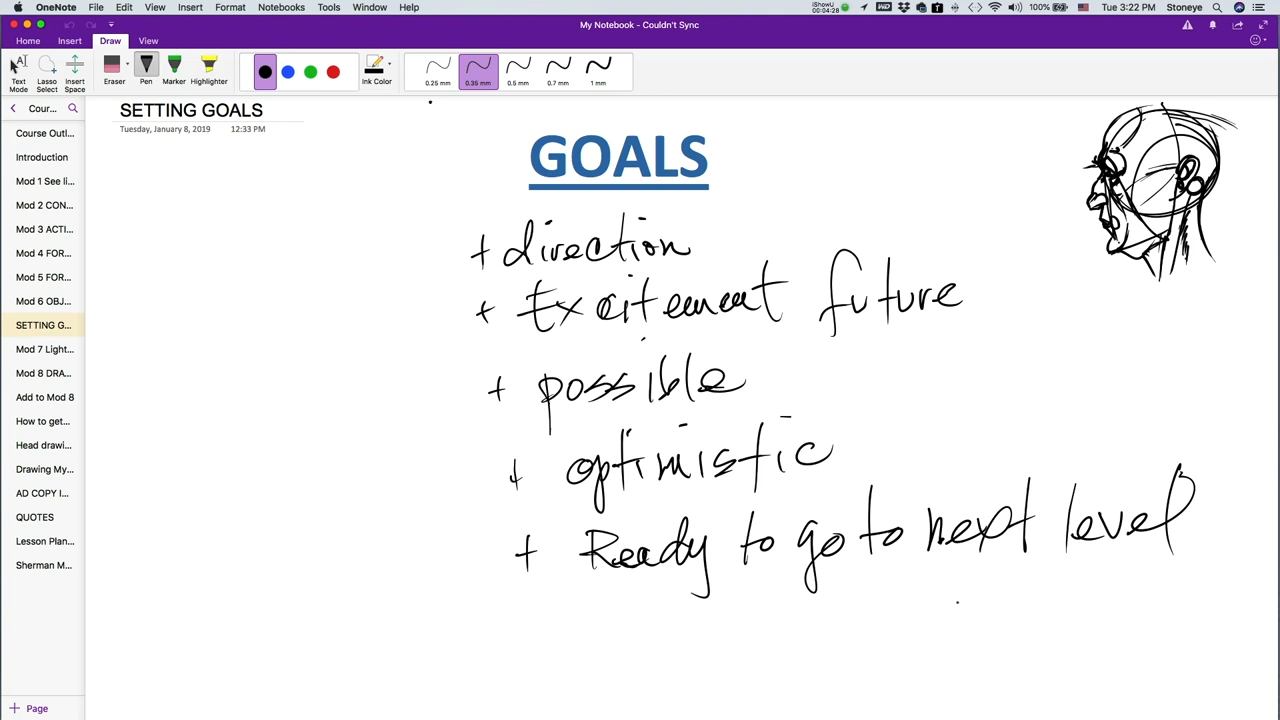 OneNote File Edit View Insert Format Notebooks Tools Window Help iShowU 00:04:28 100% Tue 3:22 PM Stoneye
My Notebook - Couldn't Sync
Home Insert Draw View
Text Mode Lasso Select Insert Space Eraser Pen Marker Highlighter Ink Color 0.25 mm 0.35 mm 0.5 mm 0.7 mm 1 mm
Cour...
SETTING GOALS
Tuesday, January 8, 2019 12:33 PM
Course Outl...
Introduction
Mod 1 See li...
Mod 2 CON...
Mod 3 ACTI...
Mod 4 FOR...
Mod 5 FOR...
Mod 6 OBJ...
SETTING G...
Mod 7 Light...
Mod 8 DRA...
Add to Mod 8
How to get...
Head drawi...
Drawing My...
AD COPY I...
QUOTES
Lesson Plan...
Sherman M...
+ Page
GOALS
+ direction
+ Excitement future
+ possible
+ optimistic
+ Ready to go to next level